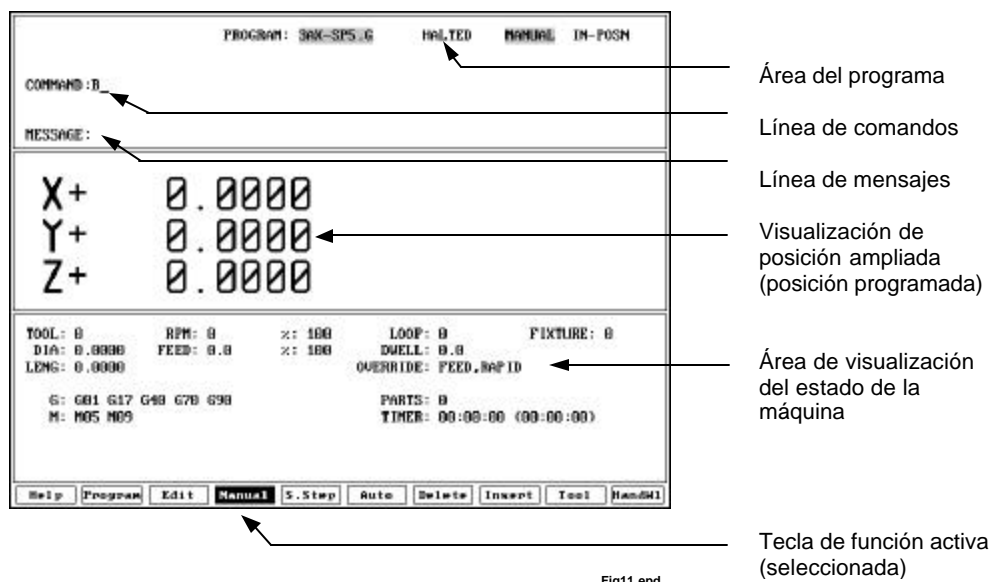 PROGRAM: 3AX-SP5.G HALTED MANUAL IN-POSN
COMMAND:B_
MESSAGE:
X+ 0.0000
Y+ 0.0000
Z+ 0.0000
TOOL: 0 RPM: 0 %: 100 LOOP: 0 FIXTURE: 0
DIA: 0.0000 FEED: 0.0 %: 100 DWELL: 0.0
LENG: 0.0000 OVERRIDE: FEED,RAPID
G: G01 G17 G40 G70 G90 PARTS: 0
M: M05 M09 TIMER: 00:00:00 (00:00:00)
Help Program Edit Manual S.Step Auto Delete Insert Tool HandWl
Área del programa
Línea de comandos
Línea de mensajes
Visualización de
posición ampliada
(posición programada)
Área de visualización
del estado de la
máquina
Tecla de función activa
(seleccionada)